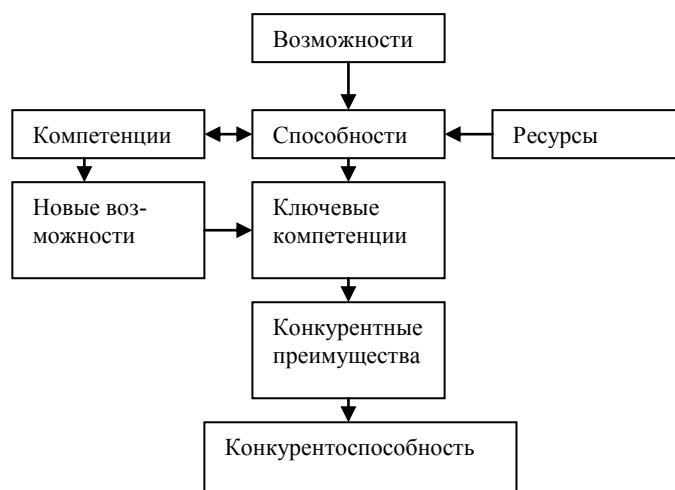 Возможности
Компетенции
Способности
Ресурсы
Новые воз-
можности
Ключевые
компетенции
Конкурентные
преимущества
Конкурентоспособность